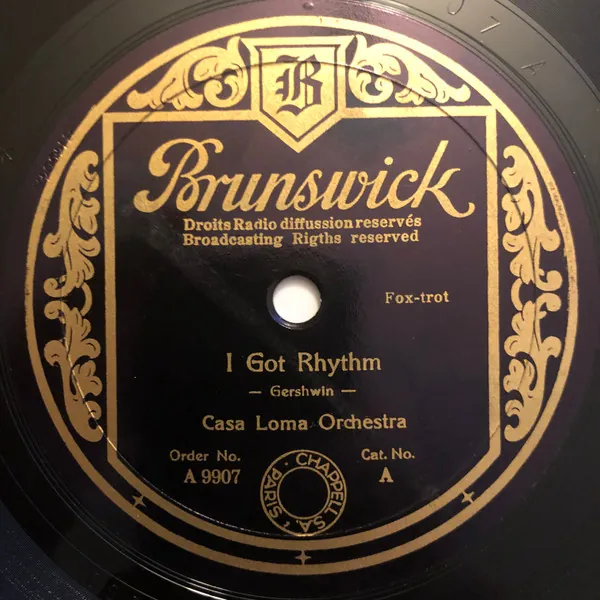 07 A
B
Brunswick
Droits Radio diffussion reservés
Broadcasting Rigths reserved
Fox-trot
I Got Rhythm
— Gershwin —
Casa Loma Orchestra
Order No.
A 9907
Cat. No.
A
CHAPPELL S.A. · PARIS ·